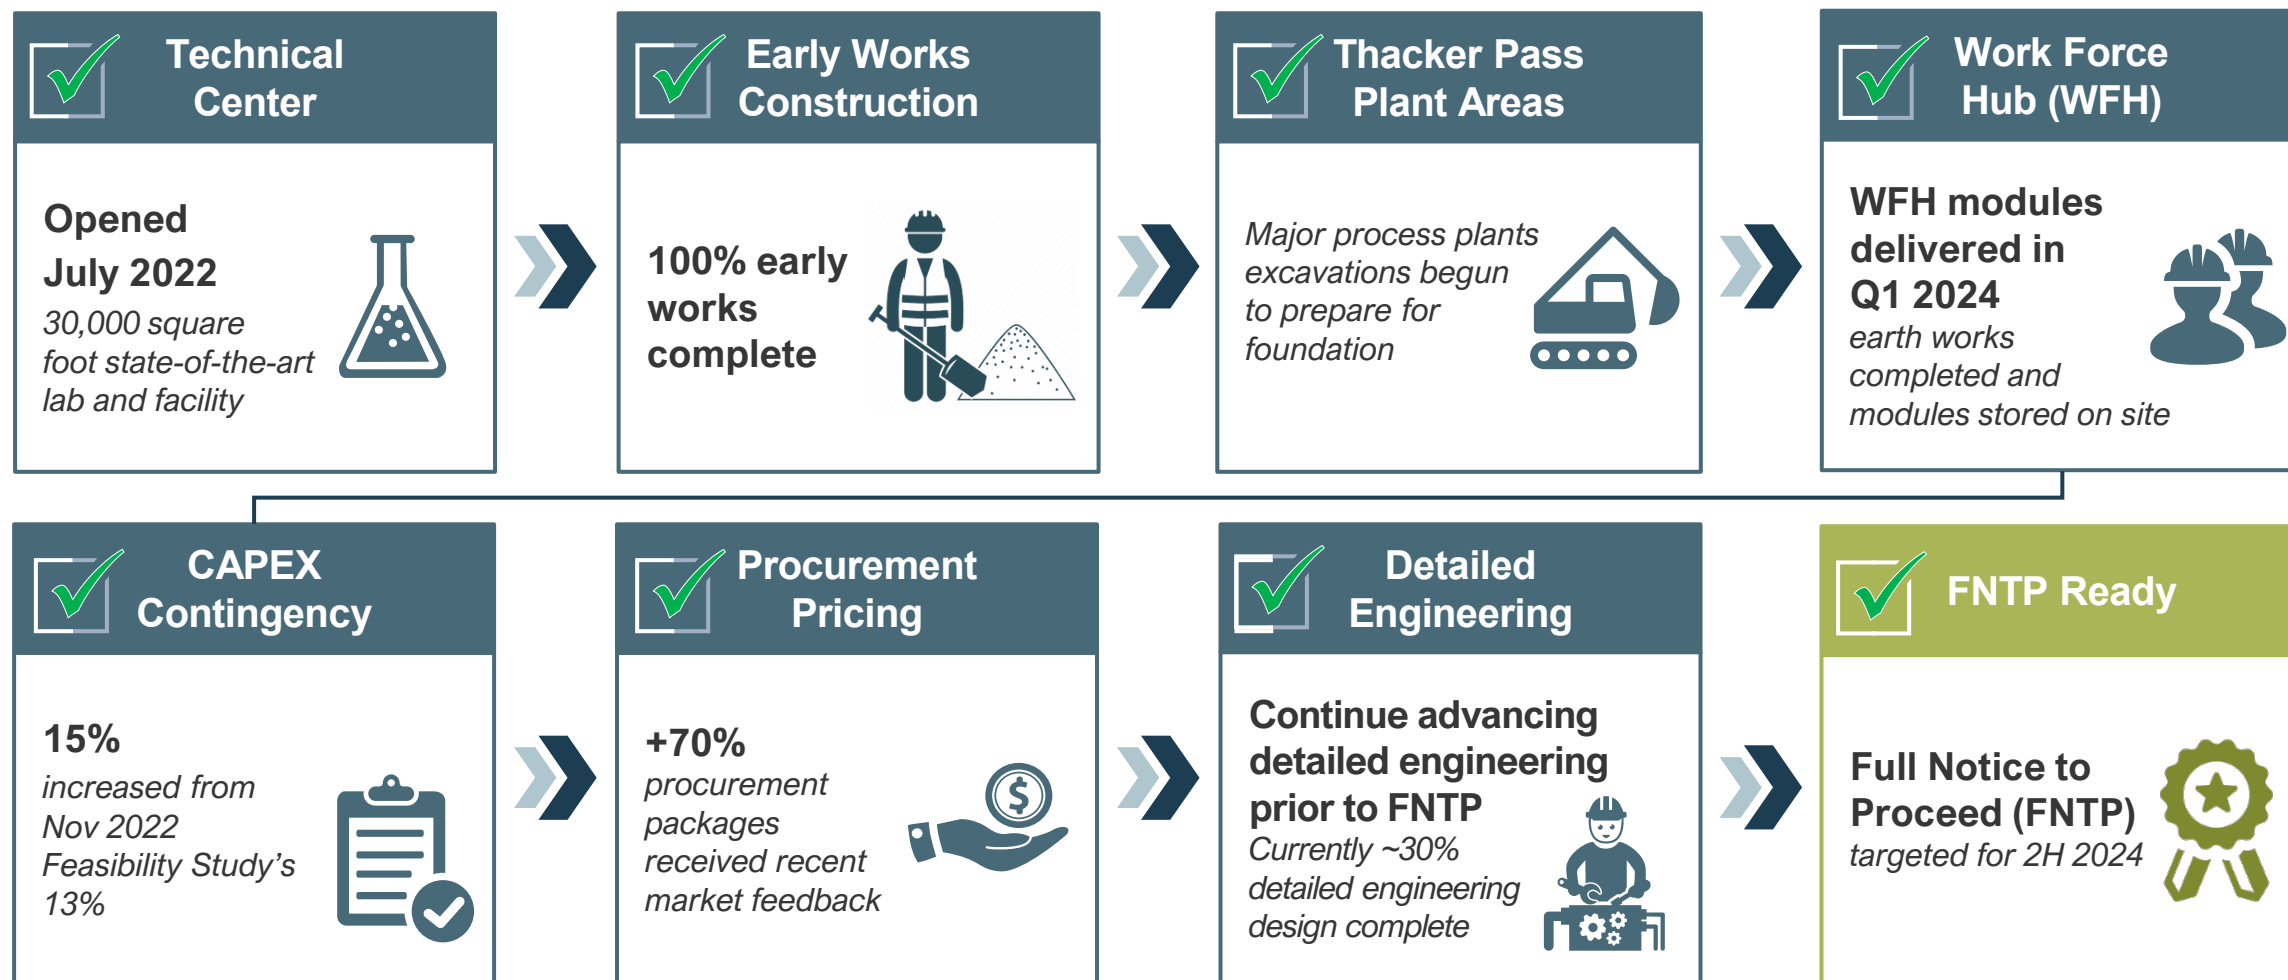 Technical
Center
Opened
July 2022
30,000 square
foot state-of-the-art
lab and facility
Early Works
Construction
100% early
works
complete
Thacker Pass
Plant Areas
Major process plants
excavations begun
to prepare for
foundation
Work Force
Hub (WFH)
WFH modules
delivered in
Q1 2024
earth works
completed and
modules stored on site
CAPEX
Contingency
15%
increased from
Nov 2022
Feasibility Study’s
13%
Procurement
Pricing
+70%
procurement
packages
received recent
market feedback
$
Detailed
Engineering
Continue advancing
detailed engineering
prior to FNTP
Currently ~30%
detailed engineering
design complete
FNTP Ready
Full Notice to
Proceed (FNTP)
targeted for 2H 2024